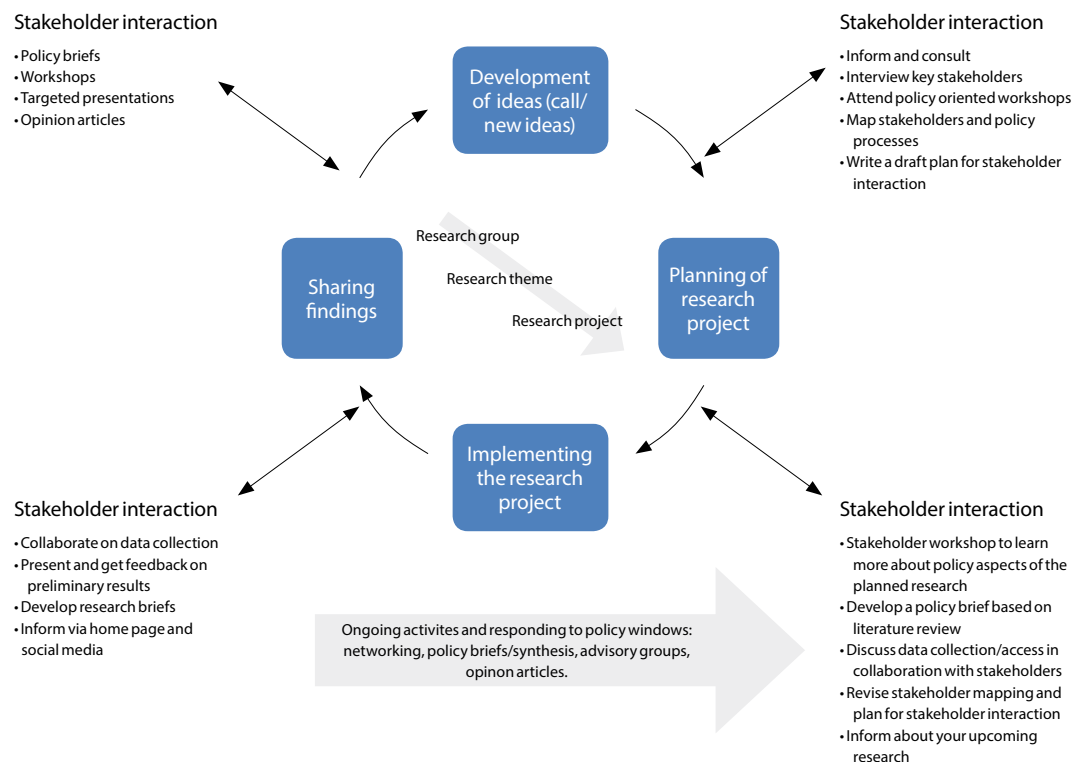 Stakeholder interaction
• Policy briefs
• Workshops
• Targeted presentations
• Opinion articles
Development
of ideas (call/
new ideas)
Stakeholder interaction
• Inform and consult
• Interview key stakeholders
• Attend policy oriented workshops
• Map stakeholders and policy
processes
• Write a draft plan for stakeholder
interaction
Sharing
findings
Research group
Research theme
Research project
Planning of
research
project
Implementing
the research
project
Stakeholder interaction
• Collaborate on data collection
• Present and get feedback on
preliminary results
• Develop research briefs
• Inform via home page and
social media
Ongoing activites and responding to policy windows:
networking, policy briefs/synthesis, advisory groups,
opinon articles.
Stakeholder interaction
• Stakeholder workshop to learn
more about policy aspects of the
planned research
• Develop a policy brief based on
literature review
• Discuss data collection/access in
collaboration with stakeholders
• Revise stakeholder mapping and
plan for stakeholder interaction
• Inform about your upcoming
research